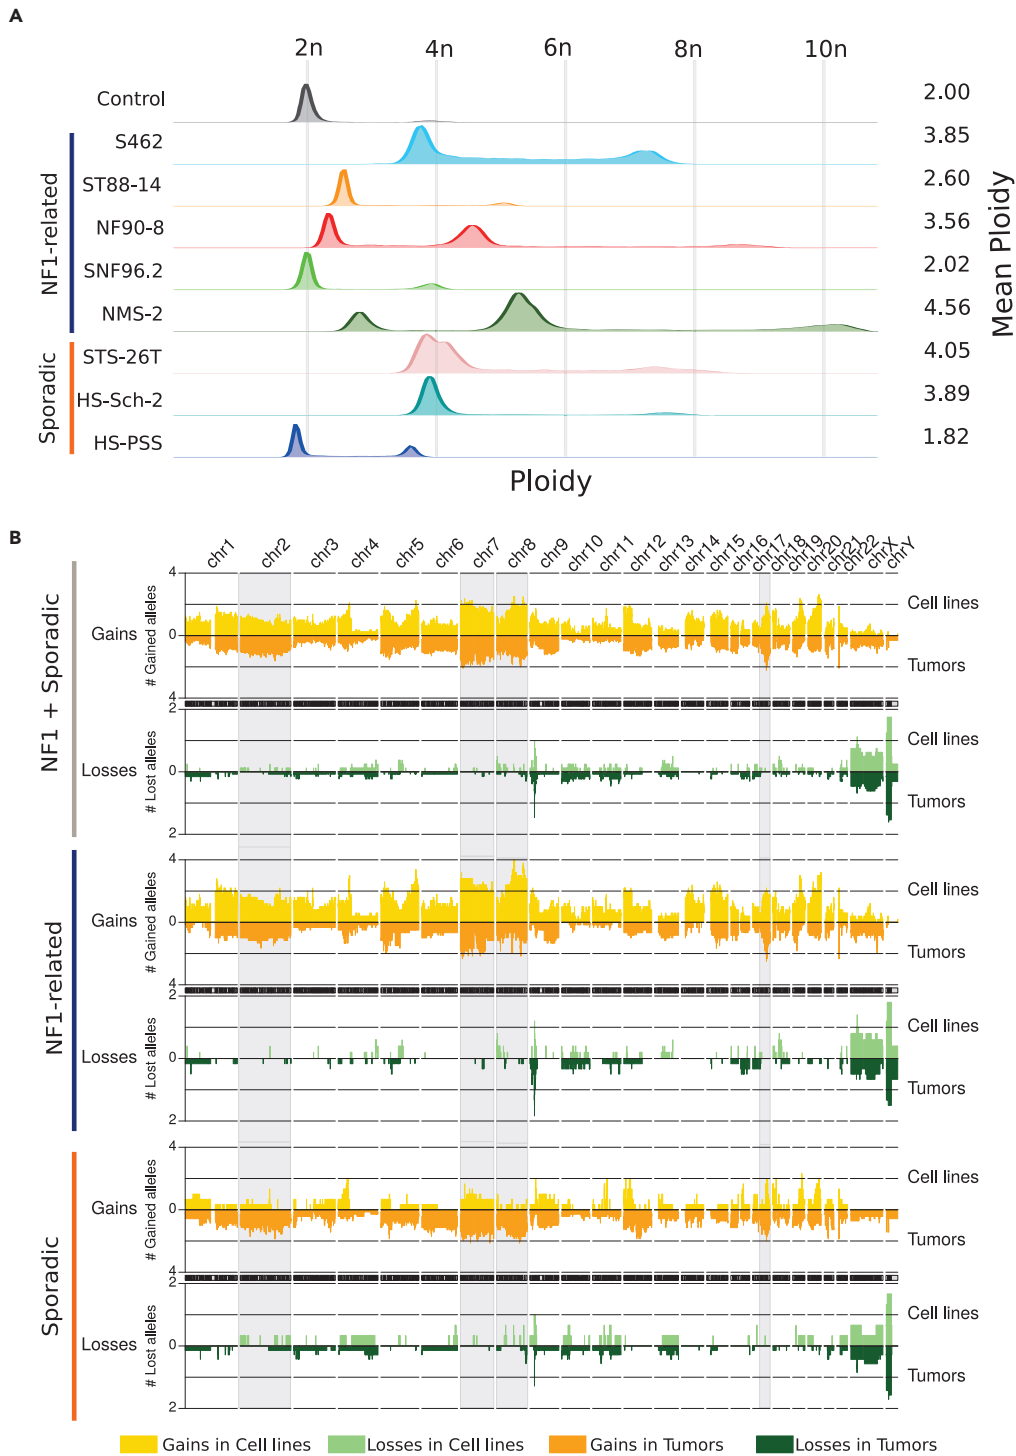 A
2n 4n 6n 8n 10n
Control 2.00
S462 3.85
ST88-14 2.60
NF90-8 3.56
SNF96.2 2.02
NMS-2 4.56
STS-26T 4.05
HS-Sch-2 3.89
HS-PSS 1.82
NF1-related
Sporadic
Mean Ploidy
Ploidy
B
chr1 chr2 chr3 chr4 chr5 chr6 chr7 chr8 chr9 chr10 chr11 chr12 chr13 chr14 chr15 chr16 chr17 chr18 chr19 chr20 chr21 chr22 chrX chrY
NF1 + Sporadic
Gains
# Gained alleles
4
0
4
Cell lines
Tumors
Losses
# Lost alleles
2
0
2
Cell lines
Tumors
NF1-related
Gains
# Gained alleles
4
0
4
Cell lines
Tumors
Losses
# Lost alleles
2
0
2
Cell lines
Tumors
Sporadic
Gains
# Gained alleles
4
0
4
Cell lines
Tumors
Losses
# Lost alleles
2
0
2
Cell lines
Tumors
Gains in Cell lines Losses in Cell lines Gains in Tumors Losses in Tumors